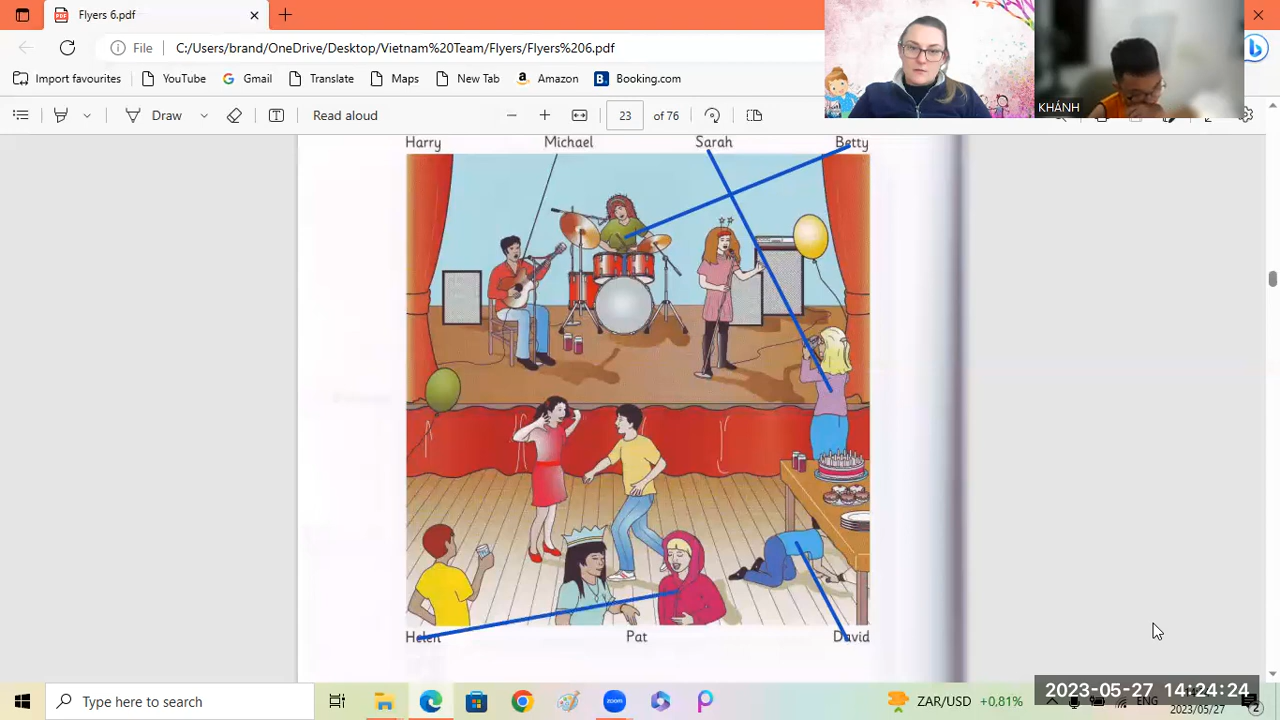 Flyers 6.pdf
File
C:/Users/brand/OneDrive/Desktop/Vietnam%20Team/Flyers/Flyers%206.pdf
Import favourites
YouTube
Gmail
Translate
Maps
New Tab
Amazon
Booking.com
KHÁNH
Draw
Read aloud
23
of 76
Harry
Michael
Sarah
Betty
Helen
Pat
David
Type here to search
ZAR/USD
+0,81%
ENG
2023-05-27 14:24:24
2023/05/27